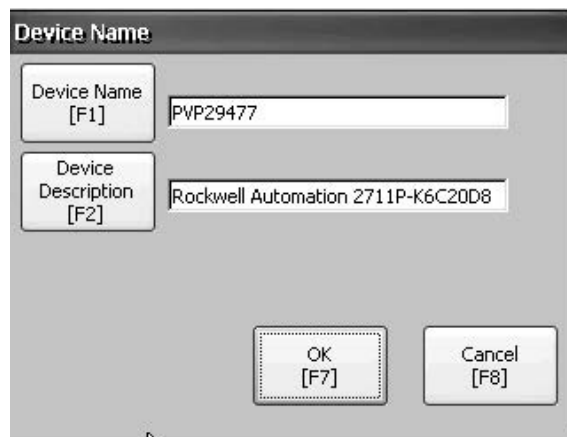 Device Name
Device Name
[F1]
PVP29477
Device
Description
[F2]
Rockwell Automation 2711P-K6C20D8
OK
[F7]
Cancel
[F8]